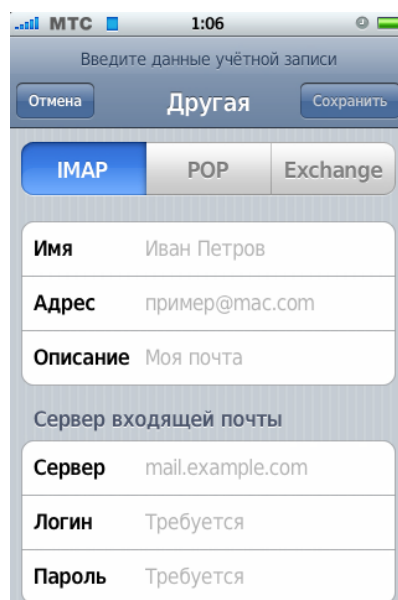 МТС 1:06
Введите данные учётной записи
Отмена Другая Сохранить
IMAP POP Exchange
Имя Иван Петров
Адрес пример@mac.com
Описание Моя почта
Сервер входящей почты
Сервер mail.example.com
Логин Требуется
Пароль Требуется